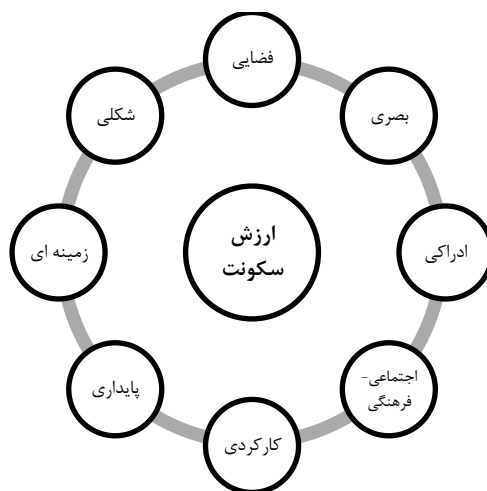 فضایی
بصری
ادراکی
اجتماعی-
فرهنگی
کارکردی
پایداری
زمینه ای
شکلی
ارزش
سکونت